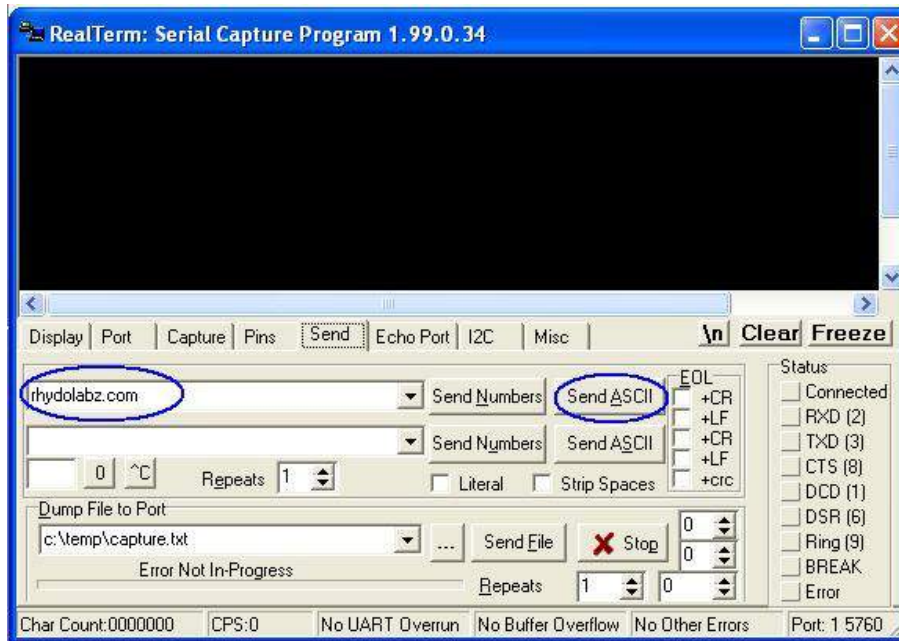 RealTerm: Serial Capture Program 1.99.0.34
Display Port Capture Pins Send Echo Port I2C Misc \n Clear Freeze
rhydolabz.com Send Numbers Send ASCII
EOL
+CR
+LF
+CR
+LF
+crc
Send Numbers Send ASCII
0 ^C Repeats 1 Literal Strip Spaces
Dump File to Port
c:\temp\capture.txt ... Send File Stop 0
0
Error Not In-Progress
Repeats 1 0
Status
Connected
RXD (2)
TXD (3)
CTS (8)
DCD (1)
DSR (6)
Ring (9)
BREAK
Error
Char Count:0000000 CPS:0 No UART Overrun No Buffer Overflow No Other Errors Port: 1 5760